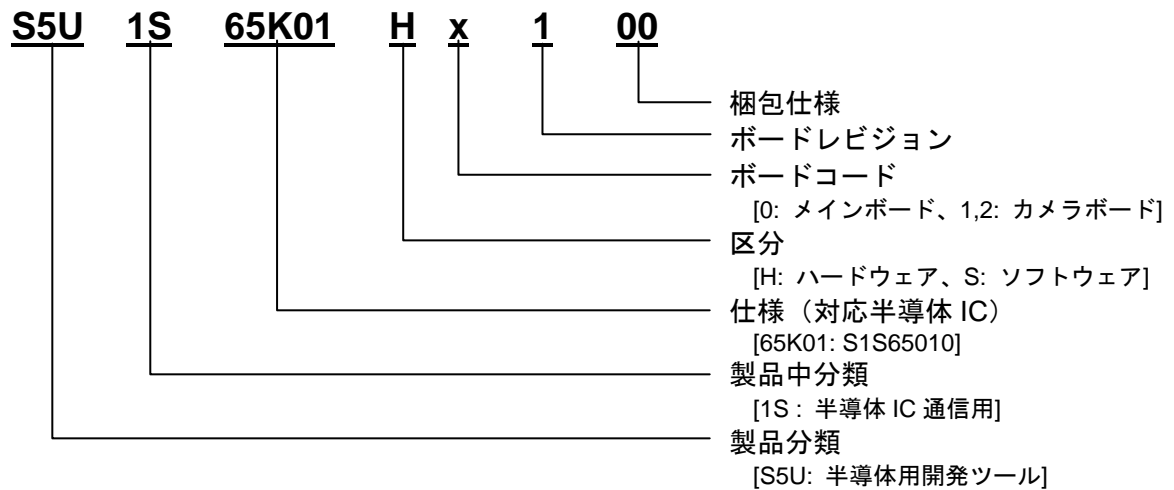 S5U 1S 65K01 H x 1 00
梱包仕様
ボードレビジョン
ボードコード
[0: メインボード、1,2: カメラボード]
区分
[H: ハードウェア、S: ソフトウェア]
仕様（対応半導体 IC）
[65K01: S1S65010]
製品中分類
[1S : 半導体 IC 通信用]
製品分類
[S5U: 半導体用開発ツール]